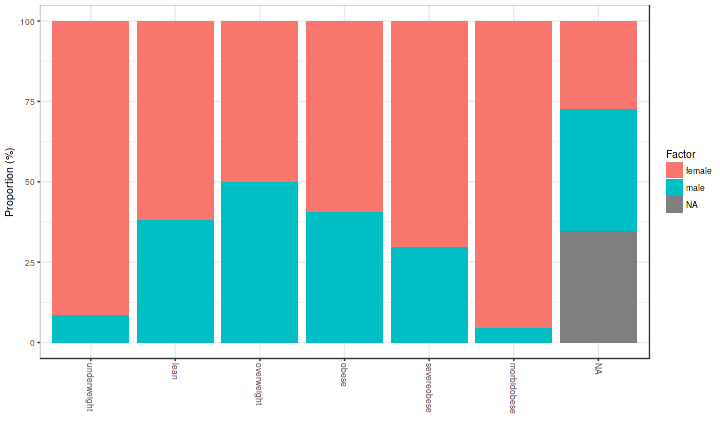 Proportion (%)
100
75
50
25
0
underweight
lean
overweight
obese
severeobese
morbidobese
NA
Factor
female
male
NA